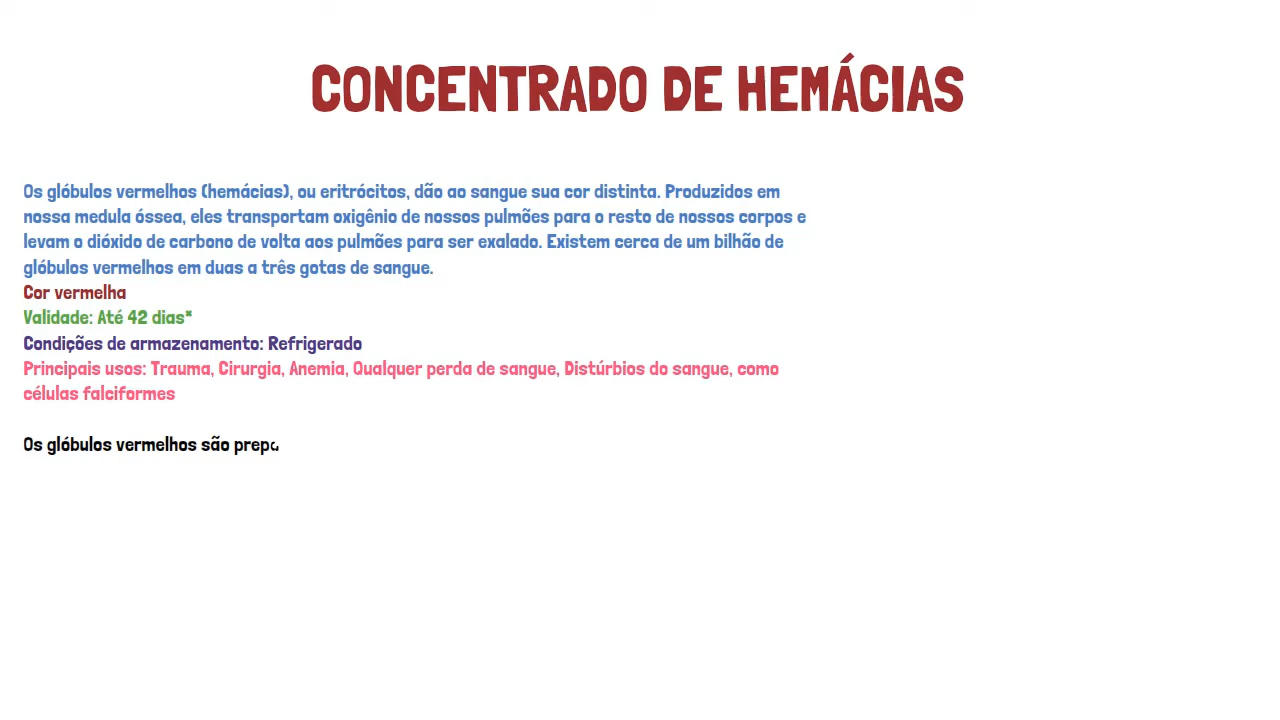 CONCENTRADO DE HEMÁCIAS
Os glóbulos vermelhos (hemácias), ou eritrócitos, dão ao sangue sua cor distinta. Produzidos em
nossa medula óssea, eles transportam oxigênio de nossos pulmões para o resto de nossos corpos e
levam o dióxido de carbono de volta aos pulmões para ser exalado. Existem cerca de um bilhão de
glóbulos vermelhos em duas a três gotas de sangue.
Cor vermelha
Validade: Até 42 dias*
Condições de armazenamento: Refrigerado
Principais usos: Trauma, Cirurgia, Anemia, Qualquer perda de sangue, Distúrbios do sangue, como
células falciformes
Os glóbulos vermelhos são